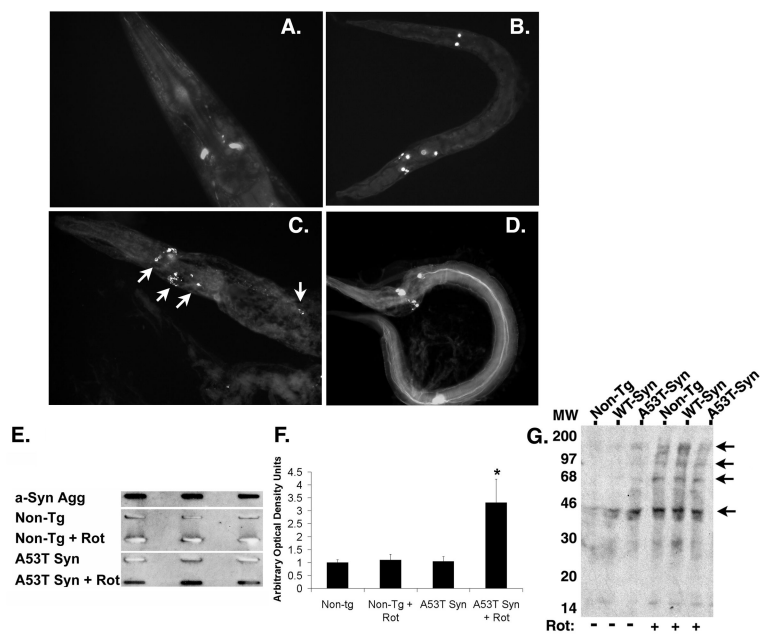 A.
B.
C.
D.
E.
a-Syn Agg
Non-Tg
Non-Tg + Rot
A53T Syn
A53T Syn + Rot
F.
Arbitrary Optical Density Units
4.5
4
3.5
3
2.5
2
1.5
1
0.5
0
*
Non-tg
Non-Tg + Rot
A53T Syn
A53T Syn + Rot
G.
MW
Non-Tg
WT-Syn
A53T-Syn
Non-Tg
WT-Syn
A53T-Syn
200
97
68
46
30
20
14
Rot: - - - + + +